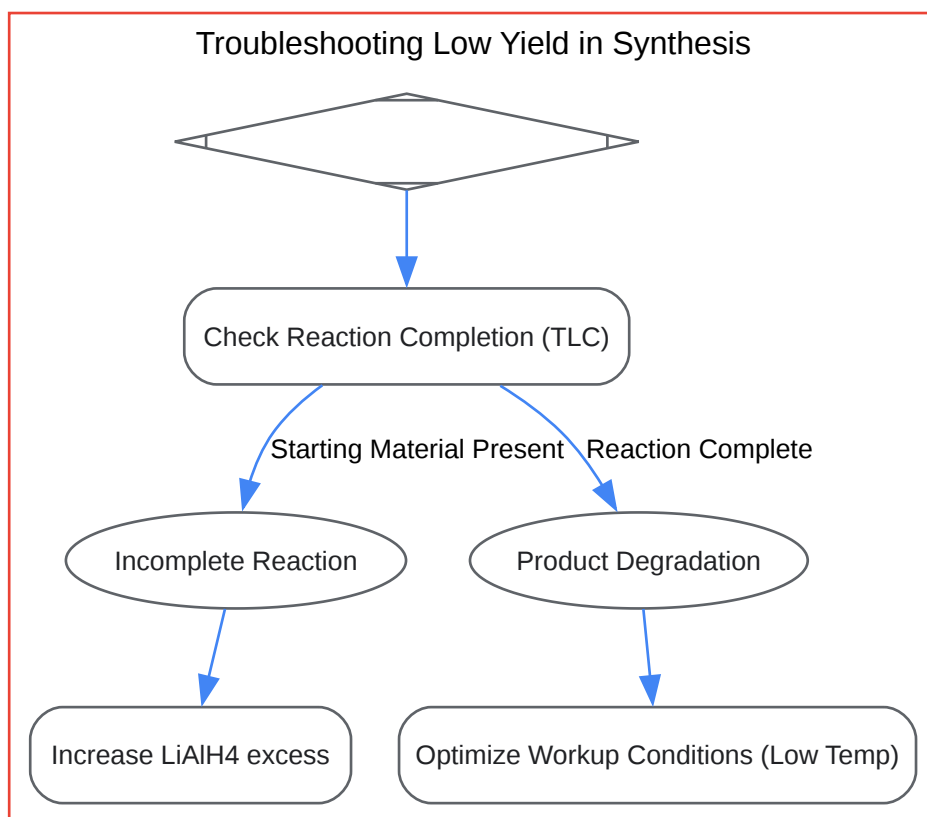 Troubleshooting Low Yield in Synthesis
Check Reaction Completion (TLC)
Starting Material Present
Reaction Complete
Incomplete Reaction
Product Degradation
Increase LiAlH4 excess
Optimize Workup Conditions (Low Temp)